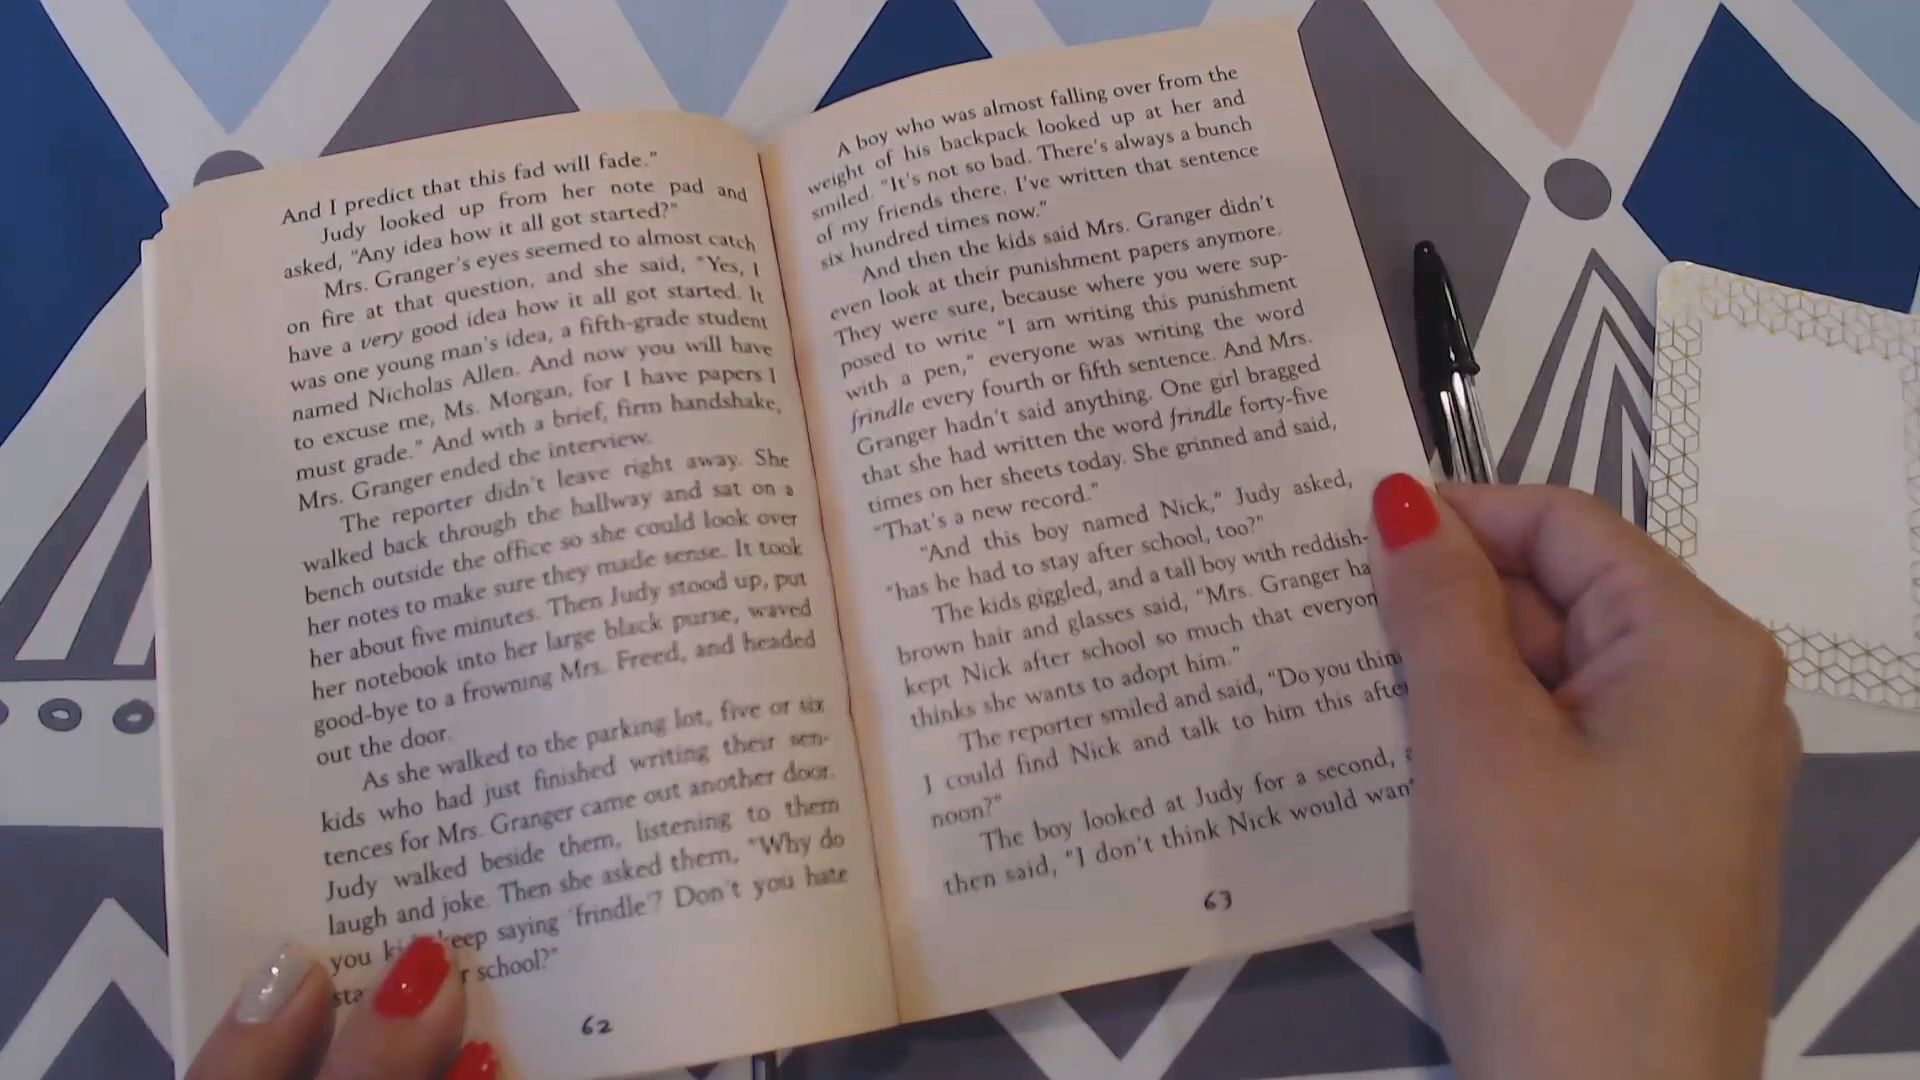 And I predict that this fad will fade."
Judy looked up from her note pad and
asked, "Any idea how it all got started?"
Mrs. Granger's eyes seemed to almost catch
on fire at that question, and she said, "Yes, I
have a very good idea how it all got started. It
was one young man's idea, a fifth-grade student
named Nicholas Allen. And now you will have
to excuse me, Ms. Morgan, for I have papers I
must grade." And with a brief, firm handshake,
Mrs. Granger ended the interview.
The reporter didn't leave right away. She
walked back through the hallway and sat on a
bench outside the office so she could look over
her notes to make sure they made sense. It took
her about five minutes. Then Judy stood up, put
her notebook into her large black purse, waved
good-bye to a frowning Mrs. Freed, and headed
out the door.
As she walked to the parking lot, five or six
kids who had just finished writing their sen-
tences for Mrs. Granger came out another door.
Judy walked beside them, listening to them
laugh and joke. Then she asked them, "Why do
you keep saying 'frindle'? Don't you hate
school?"
62
A boy who was almost falling over from the
weight of his backpack looked up at her and
smiled. "It's not so bad. There's always a bunch
of my friends there. I've written that sentence
six hundred times now."
And then the kids said Mrs. Granger didn't
even look at their punishment papers anymore.
They were sure, because where you were sup-
posed to write "I am writing this punishment
with a pen," everyone was writing the word
frindle every fourth or fifth sentence. And Mrs.
Granger hadn't said anything. One girl bragged
that she had written the word frindle forty-five
times on her sheets today. She grinned and said,
"That's a new record."
"And this boy named Nick," Judy asked,
"has he had to stay after school, too?"
The kids giggled, and a tall boy with reddish-
brown hair and glasses said, "Mrs. Granger ha
kept Nick after school so much that everyon
thinks she wants to adopt him."
The reporter smiled and said, "Do you thin
I could find Nick and talk to him this afte
noon?"
The boy looked at Judy for a second,
then said, "I don't think Nick would wan
63